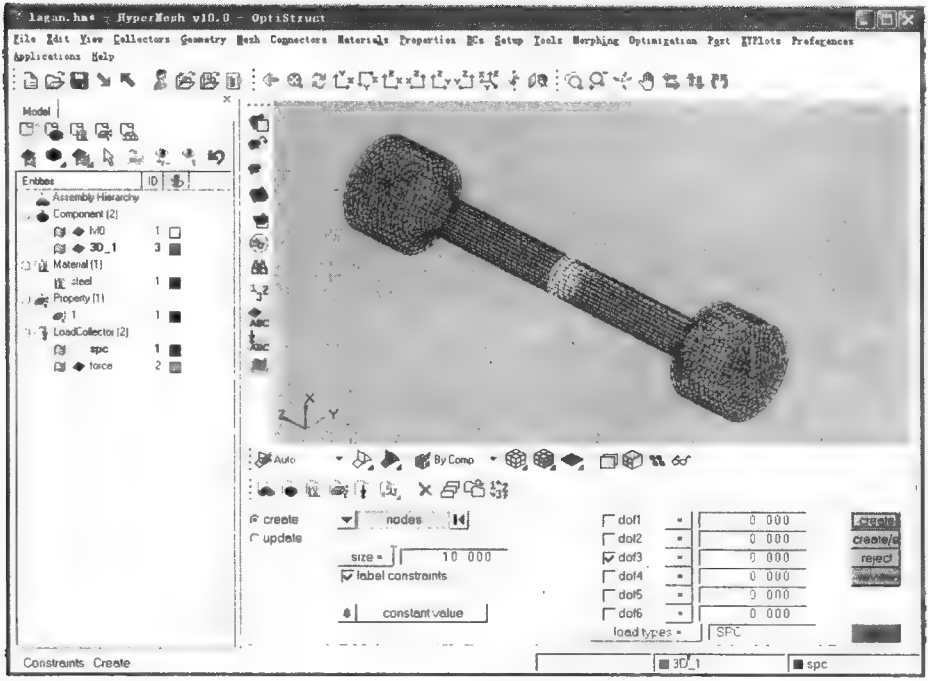 lagan.hm* - HyperMesh v10.0 - OptiStruct
File Edit View Collectors Geometry Mesh Connectors Materials Properties BCs Setup Tools Morphing Optimization Post XYPlots Preferences
Applications Help
Model
Entities ID
Assembly Hierarchy
Component (2)
lvl0 1
3D_1 3
Material (1)
steel 1
Property (1)
1 1
LoadCollector (2)
spc 1
force 2
X
Z
Y
Auto
By Comp
create
update
nodes
size = 10.000
label constraints
constant value
dof1 = 0.000
dof2 = 0.000
dof3 = 0.000
dof4 = 0.000
dof5 = 0.000
dof6 = 0.000
load types = SPC
create
create/e
reject
Constraints Create
3D_1
spc